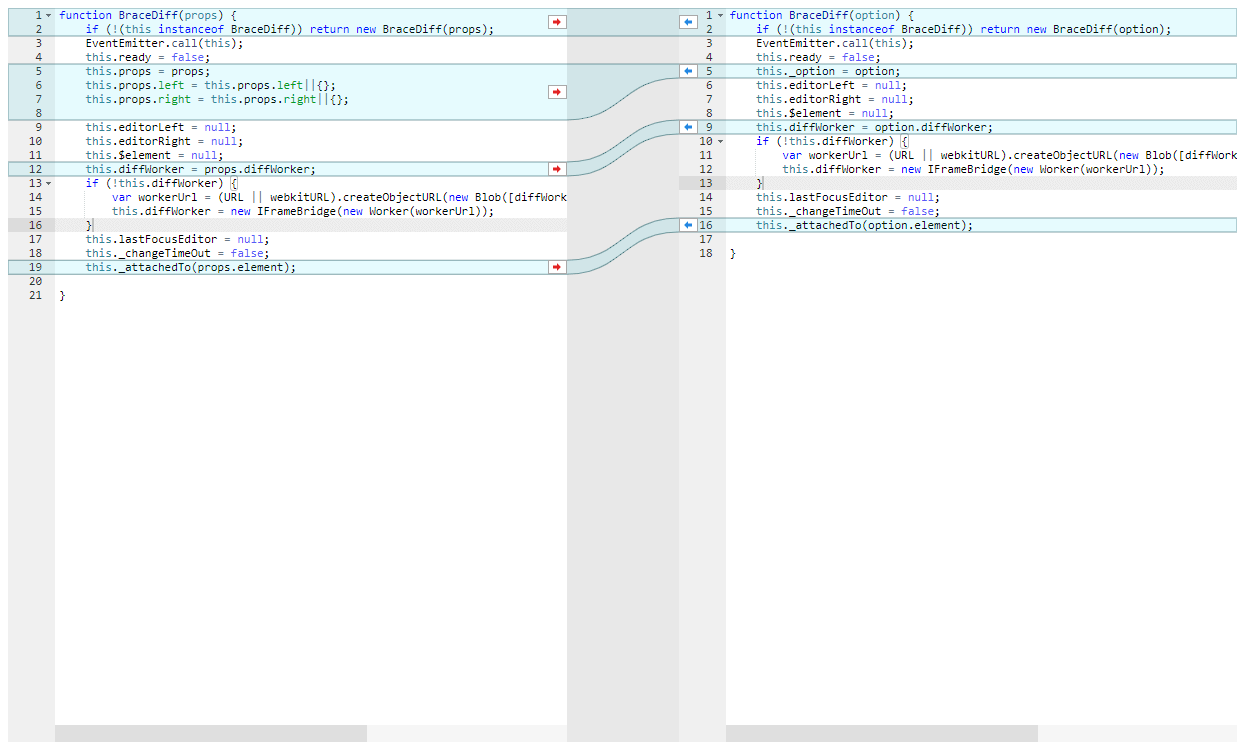 1 function BraceDiff(props) {
2 if (!(this instanceof BraceDiff)) return new BraceDiff(props);
3 EventEmitter.call(this);
4 this.ready = false;
5 this.props = props;
6 this.props.left = this.props.left||{};
7 this.props.right = this.props.right||{};
8
9 this.editorLeft = null;
10 this.editorRight = null;
11 this.$element = null;
12 this.diffWorker = props.diffWorker;
13 if (!this.diffWorker) {
14 var workerUrl = (URL || webkitURL).createObjectURL(new Blob([diffWork
15 this.diffWorker = new IFrameBridge(new Worker(workerUrl));
16 }
17 this.lastFocusEditor = null;
18 this._changeTimeOut = false;
19 this._attachedTo(props.element);
20
21 }
1 function BraceDiff(option) {
2 if (!(this instanceof BraceDiff)) return new BraceDiff(option);
3 EventEmitter.call(this);
4 this.ready = false;
5 this._option = option;
6 this.editorLeft = null;
7 this.editorRight = null;
8 this.$element = null;
9 this.diffWorker = option.diffWorker;
10 if (!this.diffWorker) {
11 var workerUrl = (URL || webkitURL).createObjectURL(new Blob([diffWork
12 this.diffWorker = new IFrameBridge(new Worker(workerUrl));
13 }
14 this.lastFocusEditor = null;
15 this._changeTimeOut = false;
16 this._attachedTo(option.element);
17
18 }